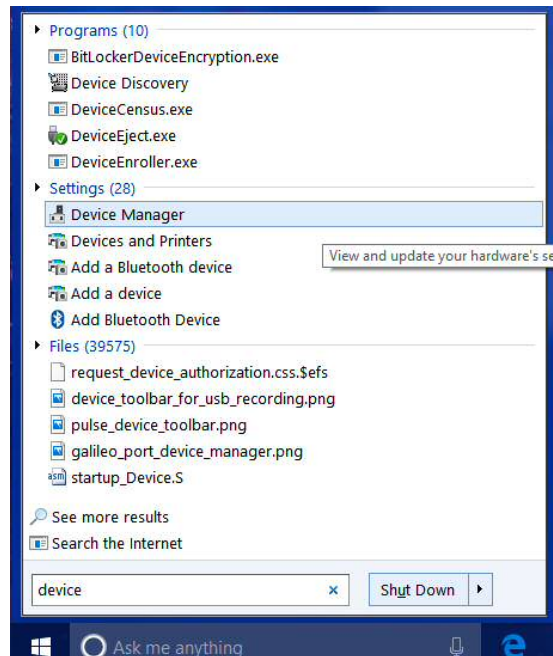 Programs (10)
BitLockerDeviceEncryption.exe
Device Discovery
DeviceCensus.exe
DeviceEject.exe
DeviceEnroller.exe
Settings (28)
Device Manager
Devices and Printers
View and update your hardware's se
Add a Bluetooth device
Add a device
Add Bluetooth Device
Files (39575)
request_device_authorization.css.$efs
device_toolbar_for_usb_recording.png
pulse_device_toolbar.png
galileo_port_device_manager.png
asm startup_Device.S
See more results
Search the Internet
device × Shut Down
Ask me anything